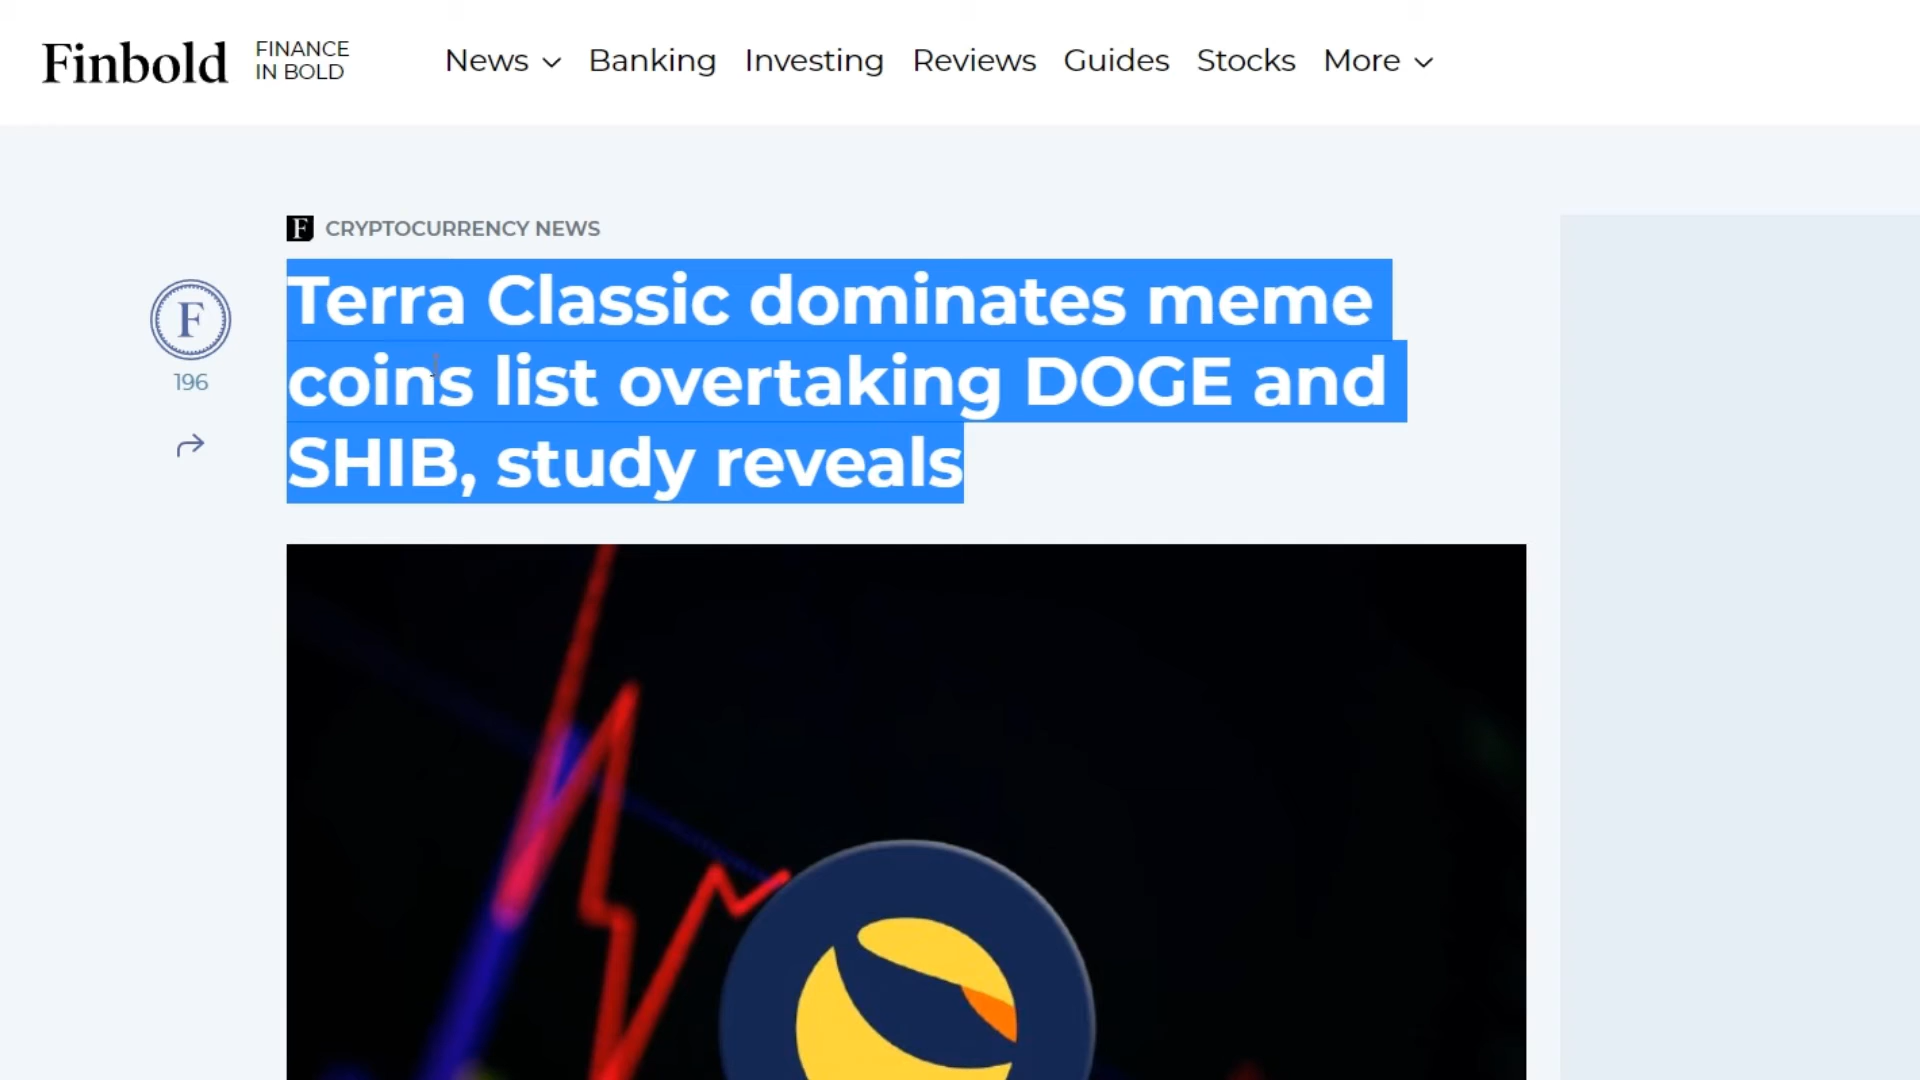 Finbold
FINANCE
IN BOLD
News Banking Investing Reviews Guides Stocks More
F CRYPTOCURRENCY NEWS
Terra Classic dominates meme
coins list overtaking DOGE and
SHIB, study reveals
F
196